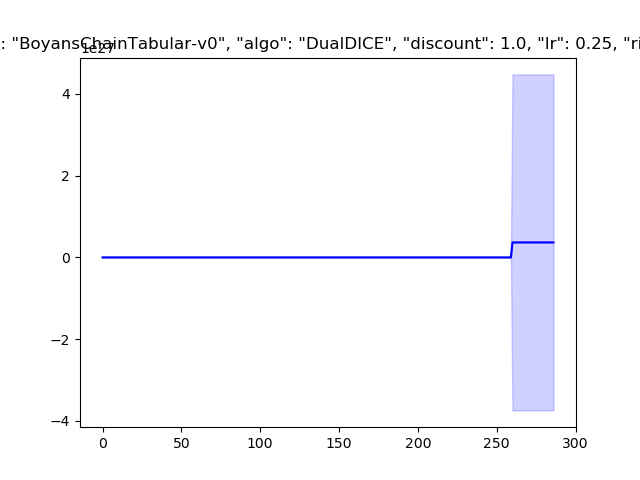 : "BoyansChainTabular-v0", "algo": "DualDICE", "discount": 1.0, "lr": 0.25, "ri
1e27
4
2
0
−2
−4
0 50 100 150 200 250 300